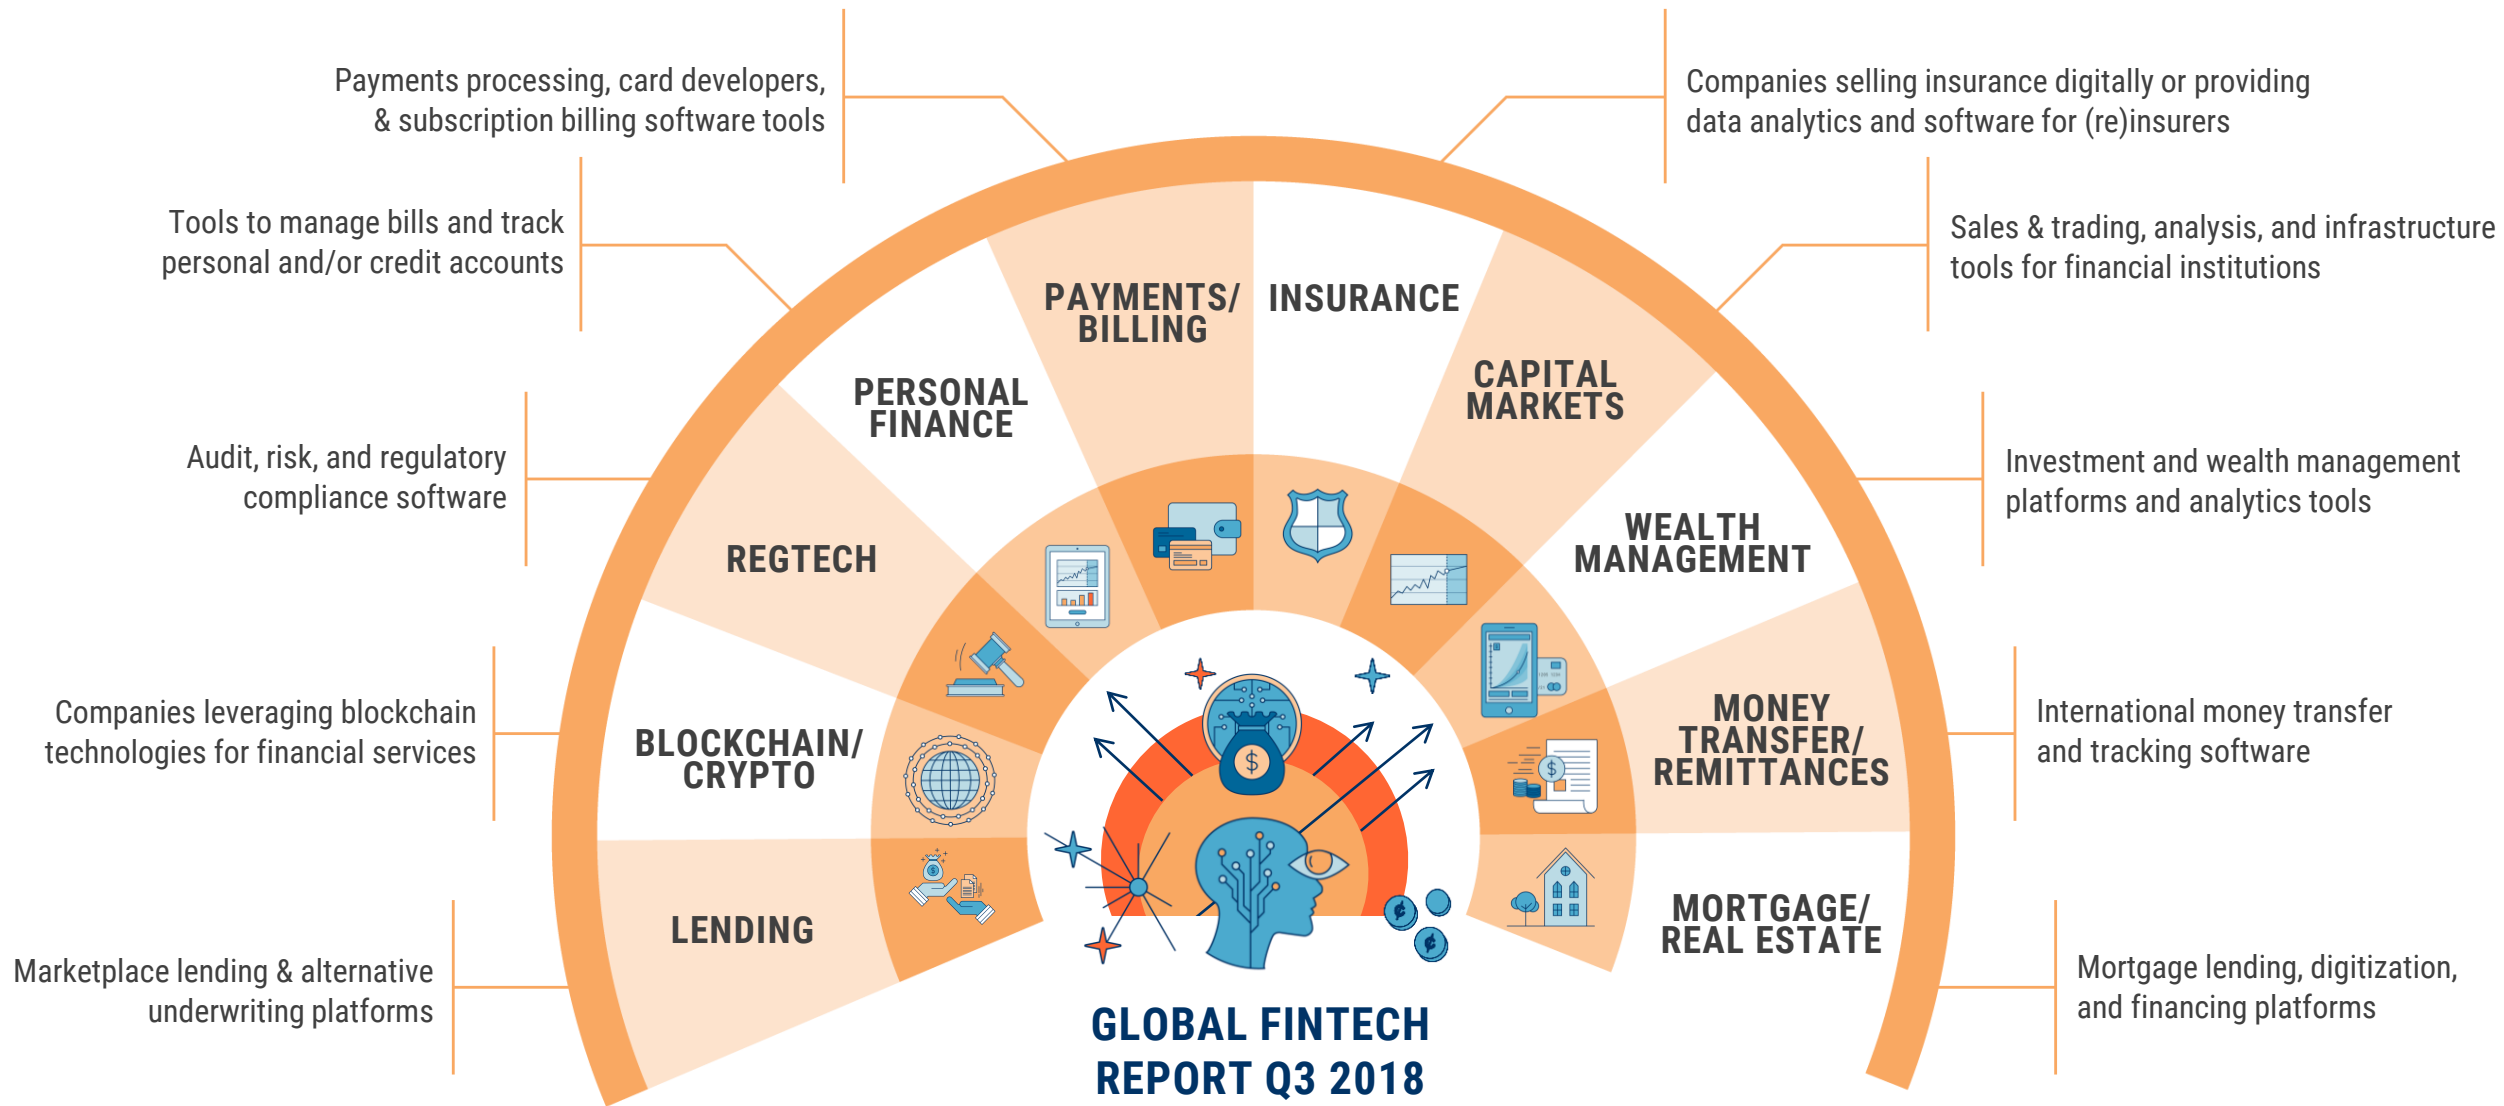 Payments processing, card developers,
& subscription billing software tools
Companies selling insurance digitally or providing
data analytics and software for (re)insurers
Tools to manage bills and track
personal and/or credit accounts
Sales & trading, analysis, and infrastructure
tools for financial institutions
PAYMENTS/
BILLING
INSURANCE
PERSONAL
FINANCE
CAPITAL
MARKETS
Audit, risk, and regulatory
compliance software
Investment and wealth management
platforms and analytics tools
REGTECH
WEALTH
MANAGEMENT
Companies leveraging blockchain
technologies for financial services
BLOCKCHAIN/
CRYPTO
MONEY
TRANSFER/
REMITTANCES
International money transfer
and tracking software
LENDING
MORTGAGE/
REAL ESTATE
Marketplace lending & alternative
underwriting platforms
Mortgage lending, digitization,
and financing platforms
GLOBAL FINTECH
REPORT Q3 2018